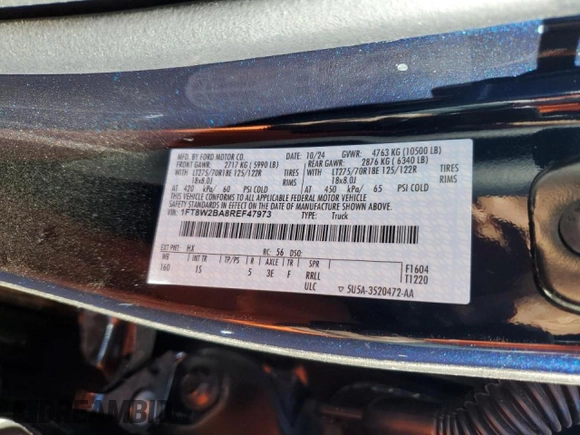 MFD. BY FORD MOTOR CO. DATE: 10/24 GVWR: 4763 KG (10500 LB)
FRONT GAWR: 2717 KG (5990 LB) REAR GAWR: 2876 KG (6340 LB)
WITH LT275/70R18E 125/122R TIRES WITH LT275/70R18E 125/122R TIRES
18x8.0J RIMS 18x8.0J RIMS
AT 420 kPa/ 60 PSI COLD AT 450 kPa/ 65 PSI COLD
THIS VEHICLE CONFORMS TO ALL APPLICABLE FEDERAL MOTOR VEHICLE
SAFETY STANDARDS IN EFFECT ON THE DATE OF MANUFACTURE SHOWN ABOVE.
VIN: 1FT8W2BA8REF47973 TYPE: Truck
EXT PNT: HX RC: 56 DSO:
WB INT TR TP/PS R AXLE TR SPR F1604
160 IS 5 3E F RRLL T1220
ULC SU5A-3520472-AA
DREAMBID